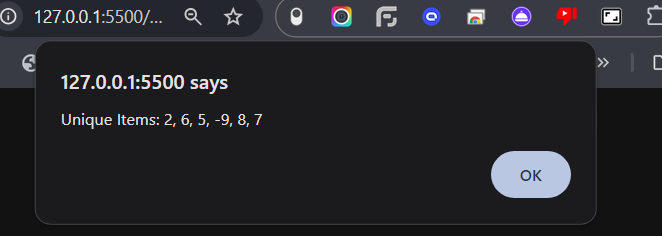 127.0.0.1:5500/...
127.0.0.1:5500 says
Unique Items: 2, 6, 5, -9, 8, 7
OK